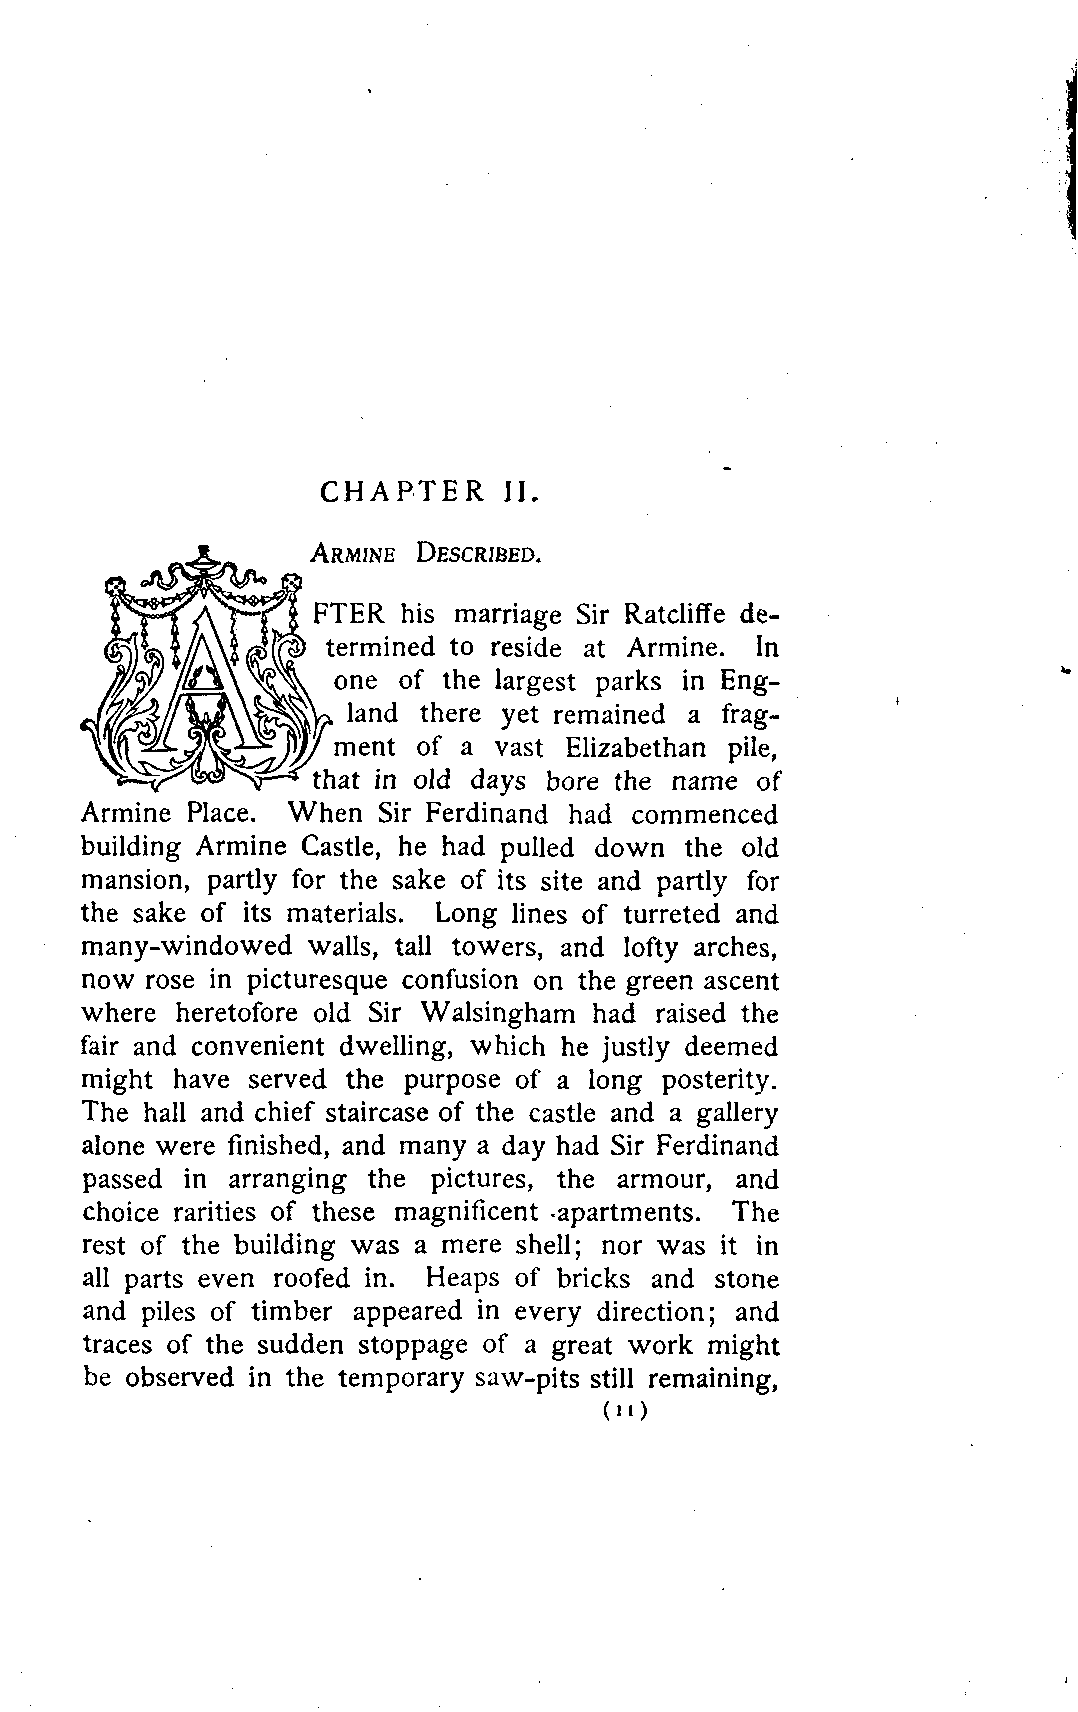 CHAPTER II.
ARMINE DESCRIBED.
AFTER his marriage Sir Ratcliffe de-
termined to reside at Armine. In
one of the largest parks in Eng-
land there yet remained a frag-
ment of a vast Elizabethan pile,
that in old days bore the name of
Armine Place. When Sir Ferdinand had commenced
building Armine Castle, he had pulled down the old
mansion, partly for the sake of its site and partly for
the sake of its materials. Long lines of turreted and
many-windowed walls, tall towers, and lofty arches,
now rose in picturesque confusion on the green ascent
where heretofore old Sir Walsingham had raised the
fair and convenient dwelling, which he justly deemed
might have served the purpose of a long posterity.
The hall and chief staircase of the castle and a gallery
alone were finished, and many a day had Sir Ferdinand
passed in arranging the pictures, the armour, and
choice rarities of these magnificent apartments. The
rest of the building was a mere shell; nor was it in
all parts even roofed in. Heaps of bricks and stone
and piles of timber appeared in every direction; and
traces of the sudden stoppage of a great work might
be observed in the temporary saw-pits still remaining,
(11)